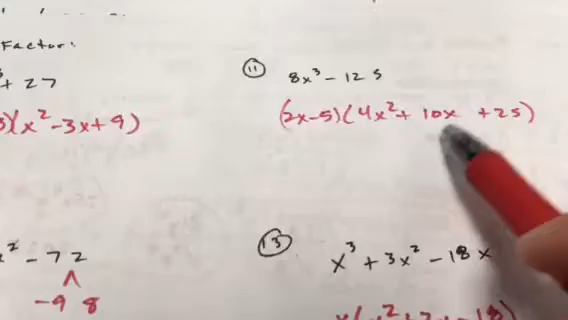 Factor:
+ 27
)(x² - 3x + 9)
⑪ 8x³ - 125
(2x-5)(4x² + 10x + 25)
² - 72
-9 8
⑬ x³ + 3x² - 18x